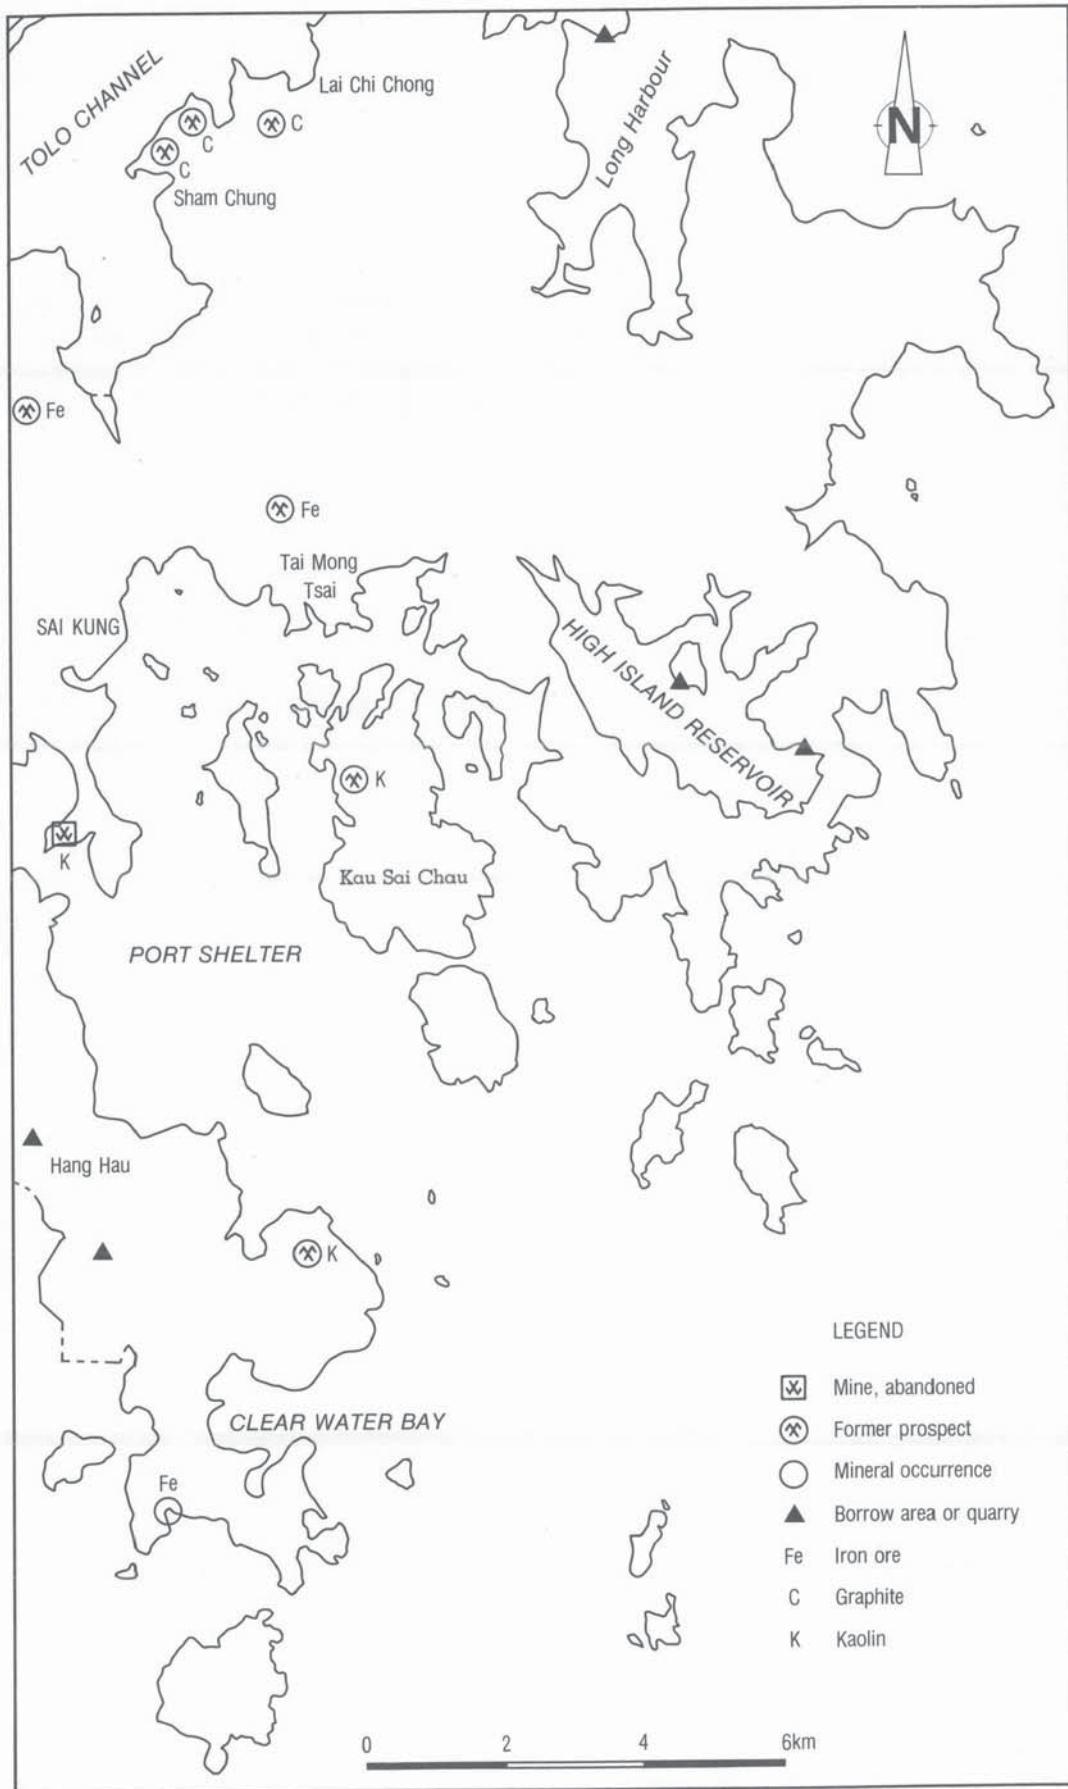 TOLO CHANNEL
Lai Chi Chong
C
C
C
Sham Chung
Long Harbour
N
Fe
Fe
Tai Mong
Tsai
SAI KUNG
HIGH ISLAND RESERVOIR
K
K
Kau Sai Chau
PORT SHELTER
Hang Hau
K
CLEAR WATER BAY
Fe
LEGEND
Mine, abandoned
Former prospect
Mineral occurrence
Borrow area or quarry
Fe Iron ore
C Graphite
K Kaolin
0 2 4 6km